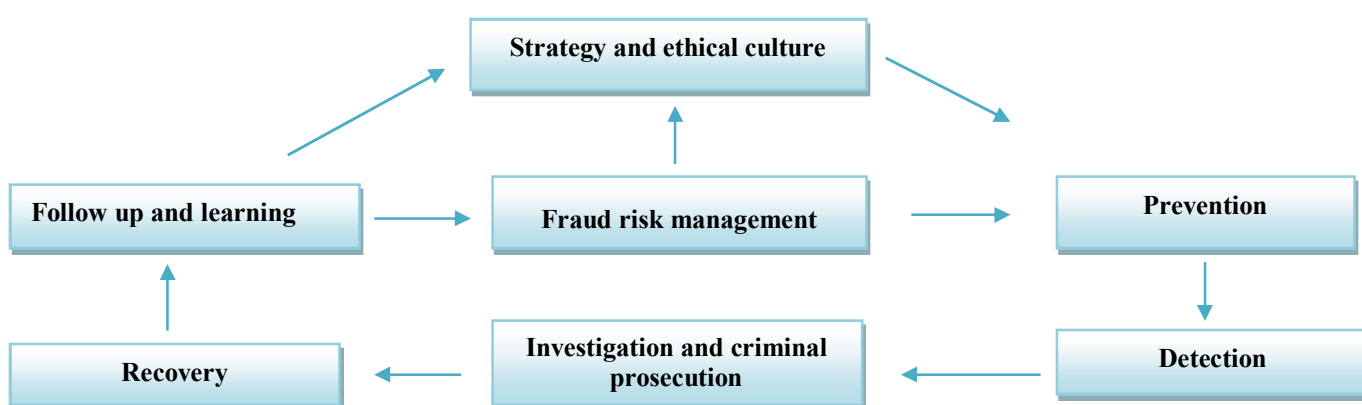 Strategy and ethical culture
Follow up and learning
Fraud risk management
Prevention
Recovery
Investigation and criminal
prosecution
Detection